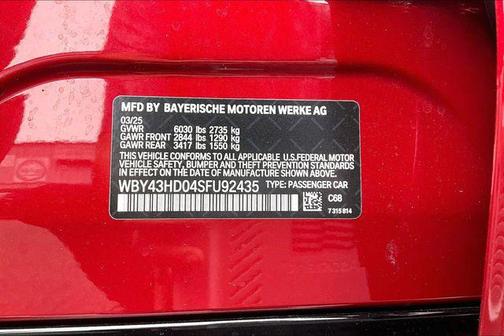 MFD BY BAYERISCHE MOTOREN WERKE AG
03/25
GVWR 6030 lbs 2735 kg
GAWR FRONT 2844 lbs 1290 kg
GAWR REAR 3417 lbs 1550 kg
THIS VEHICLE CONFORMS TO ALL APPLICABLE U.S.FEDERAL MOTOR
VEHICLE SAFETY, BUMPER AND THEFT PREVENTION STANDARDS
IN EFFECT ON THE DATE OF MANUFACTURE SHOWN ABOVE.
WBY43HD04SFU92435 TYPE: PASSENGER CAR
C68
7 315 814